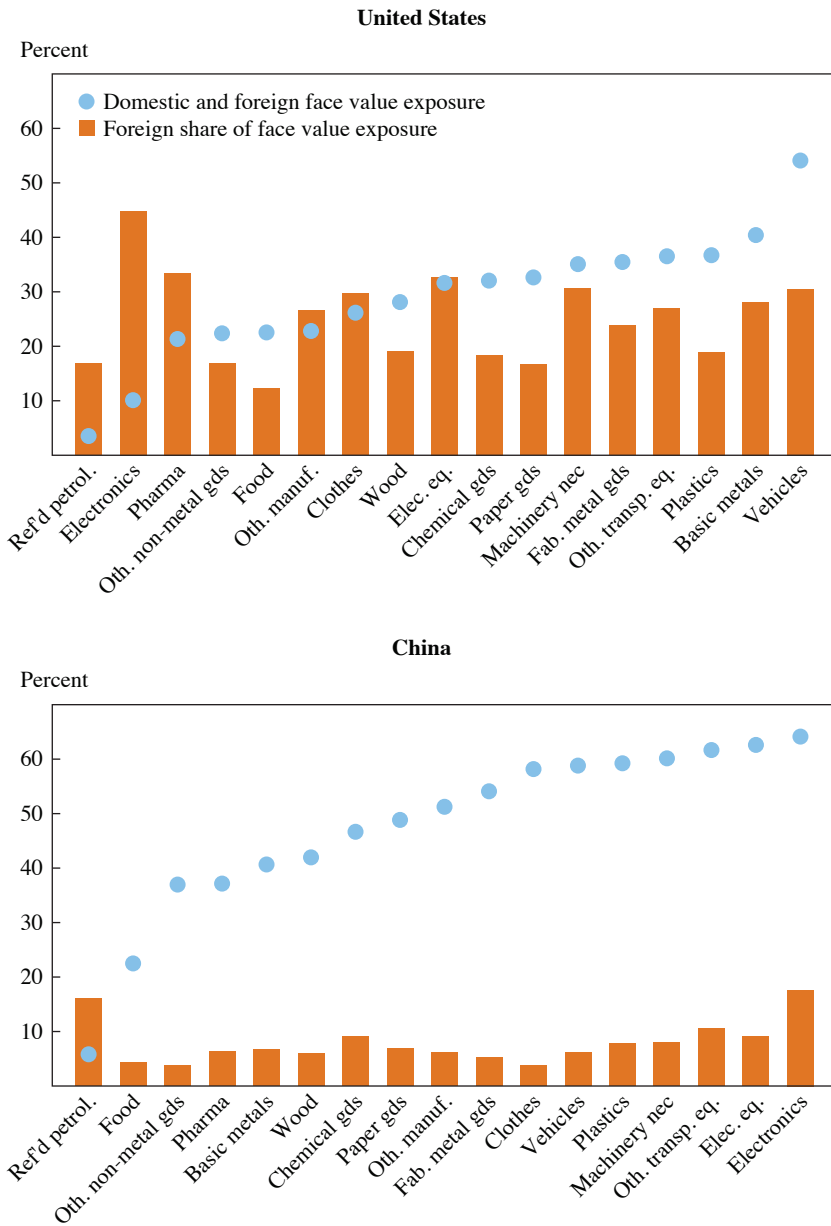 United States
Percent
Domestic and foreign face value exposure
Foreign share of face value exposure
60
50
40
30
20
10
Ref'd petrol.
Electronics
Pharma
Oth. non-metal gds
Food
Oth. manuf.
Clothes
Wood
Elec. eq.
Chemical gds
Paper gds
Machinery nec
Fab. metal gds
Oth. transp. eq.
Plastics
Basic metals
Vehicles
China
Percent
60
50
40
30
20
10
Ref'd petrol.
Food
Oth. non-metal gds
Pharma
Basic metals
Wood
Chemical gds
Paper gds
Oth. manuf.
Fab. metal gds
Clothes
Vehicles
Plastics
Machinery nec
Oth. transp. eq.
Elec. eq.
Electronics